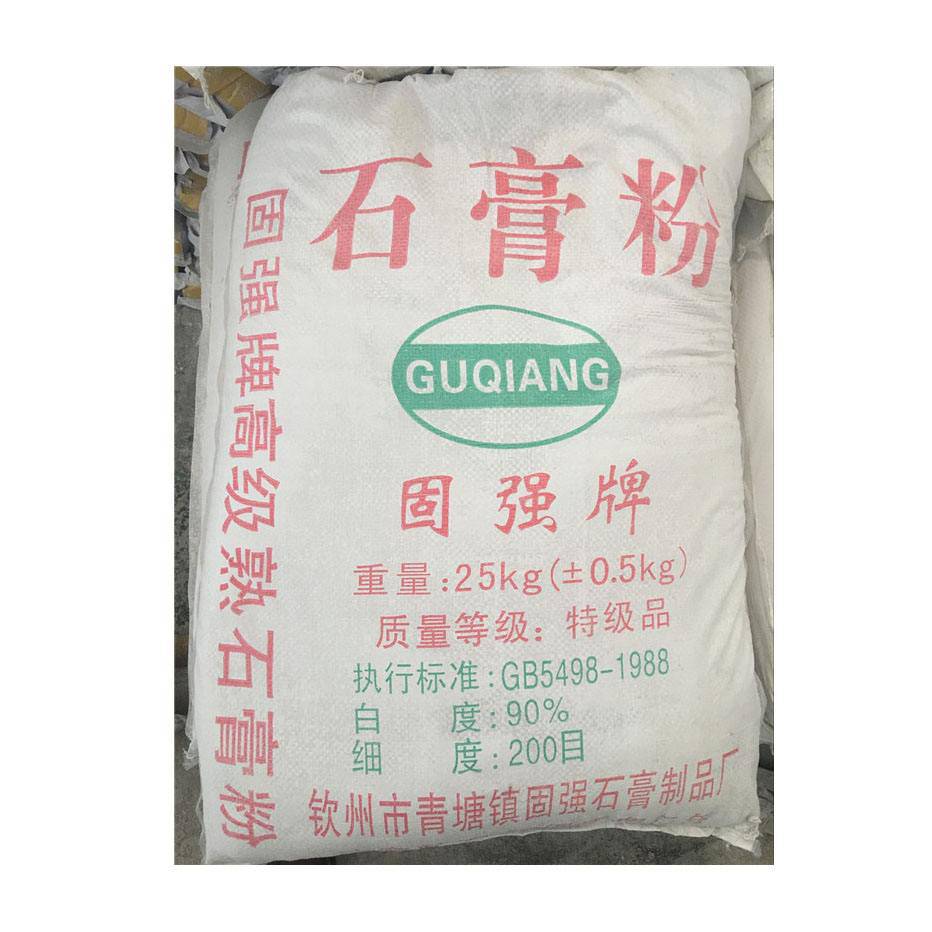 石膏粉
GUQIANG
固强牌
重量:25kg(±0.5kg)
质量等级：特级品
执行标准:GB5498-1988
白度:90%
细度:200目
钦州市青塘镇固强石膏制品厂
固强牌高级熟石膏粉